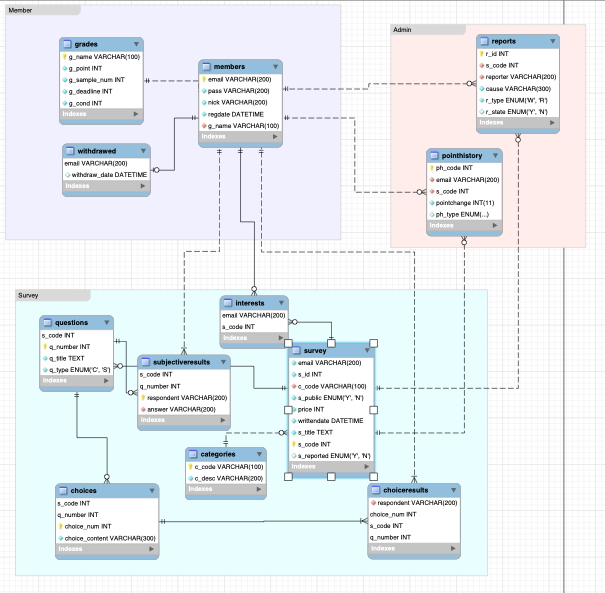 Member
grades
g_name VARCHAR(100)
g_point INT
g_sample_num INT
g_deadline INT
g_cond INT
Indexes
members
email VARCHAR(200)
pass VARCHAR(200)
nick VARCHAR(200)
regdate DATETIME
g_name VARCHAR(100)
Indexes
withdrawed
email VARCHAR(200)
withdraw_date DATETIME
Indexes
Admin
reports
r_id INT
s_code INT
reporter VARCHAR(200)
cause VARCHAR(300)
r_type ENUM('W', 'R')
r_state ENUM('Y', 'N')
Indexes
pointhistory
ph_code INT
email VARCHAR(200)
s_code INT
pointchange INT(11)
ph_type ENUM(...)
Indexes
Survey
interests
email VARCHAR(200)
s_code INT
Indexes
questions
s_code INT
q_number INT
q_title TEXT
q_type ENUM('C', 'S')
Indexes
subjectiveresults
s_code INT
q_number INT
respondent VARCHAR(200)
answer VARCHAR(200)
Indexes
survey
email VARCHAR(200)
s_id INT
c_code VARCHAR(100)
s_public ENUM('Y', 'N')
price INT
writtendate DATETIME
s_title TEXT
s_code INT
s_reported ENUM('Y', 'N')
Indexes
categories
c_code VARCHAR(100)
c_desc VARCHAR(200)
Indexes
choices
s_code INT
q_number INT
choice_num INT
choice_content VARCHAR(300)
Indexes
choiceresults
respondent VARCHAR(200)
choice_num INT
s_code INT
q_number INT
Indexes